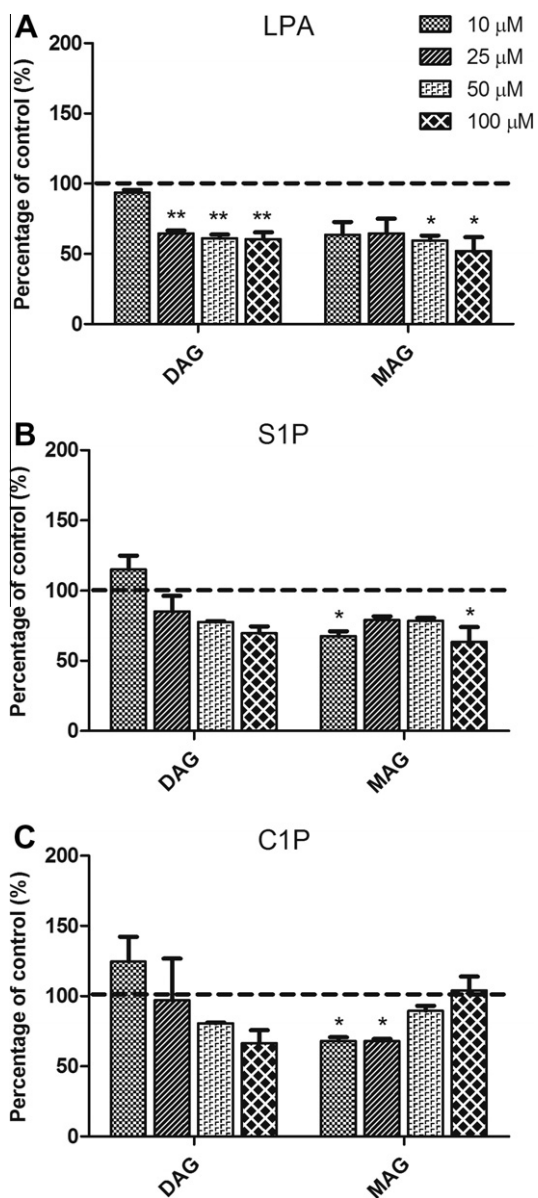 A
LPA
10 μM
25 μM
50 μM
100 μM
Percentage of control (%)
200
150
100
50
0
** ** **
* *
DAG MAG
B
S1P
Percentage of control (%)
200
150
100
50
0
* *
DAG MAG
C
C1P
Percentage of control (%)
200
150
100
50
0
* *
DAG MAG